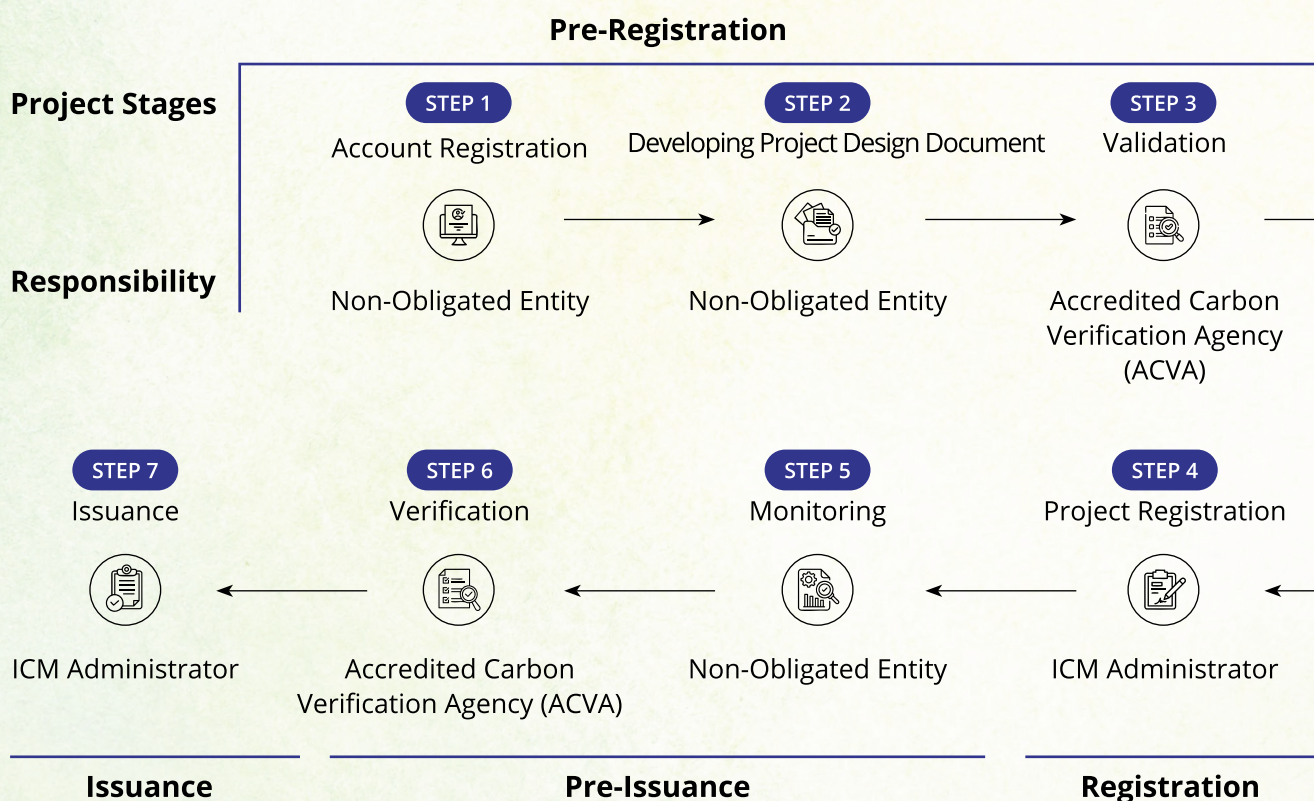 Pre-Registration
Project Stages
STEP 1
STEP 2
STEP 3
Account Registration
Developing Project Design Document
Validation
Responsibility
Non-Obligated Entity
Non-Obligated Entity
Accredited Carbon
Verification Agency
(ACVA)
STEP 7
STEP 6
STEP 5
STEP 4
Issuance
Verification
Monitoring
Project Registration
ICM Administrator
Accredited Carbon
Verification Agency (ACVA)
Non-Obligated Entity
ICM Administrator
Issuance
Pre-Issuance
Registration